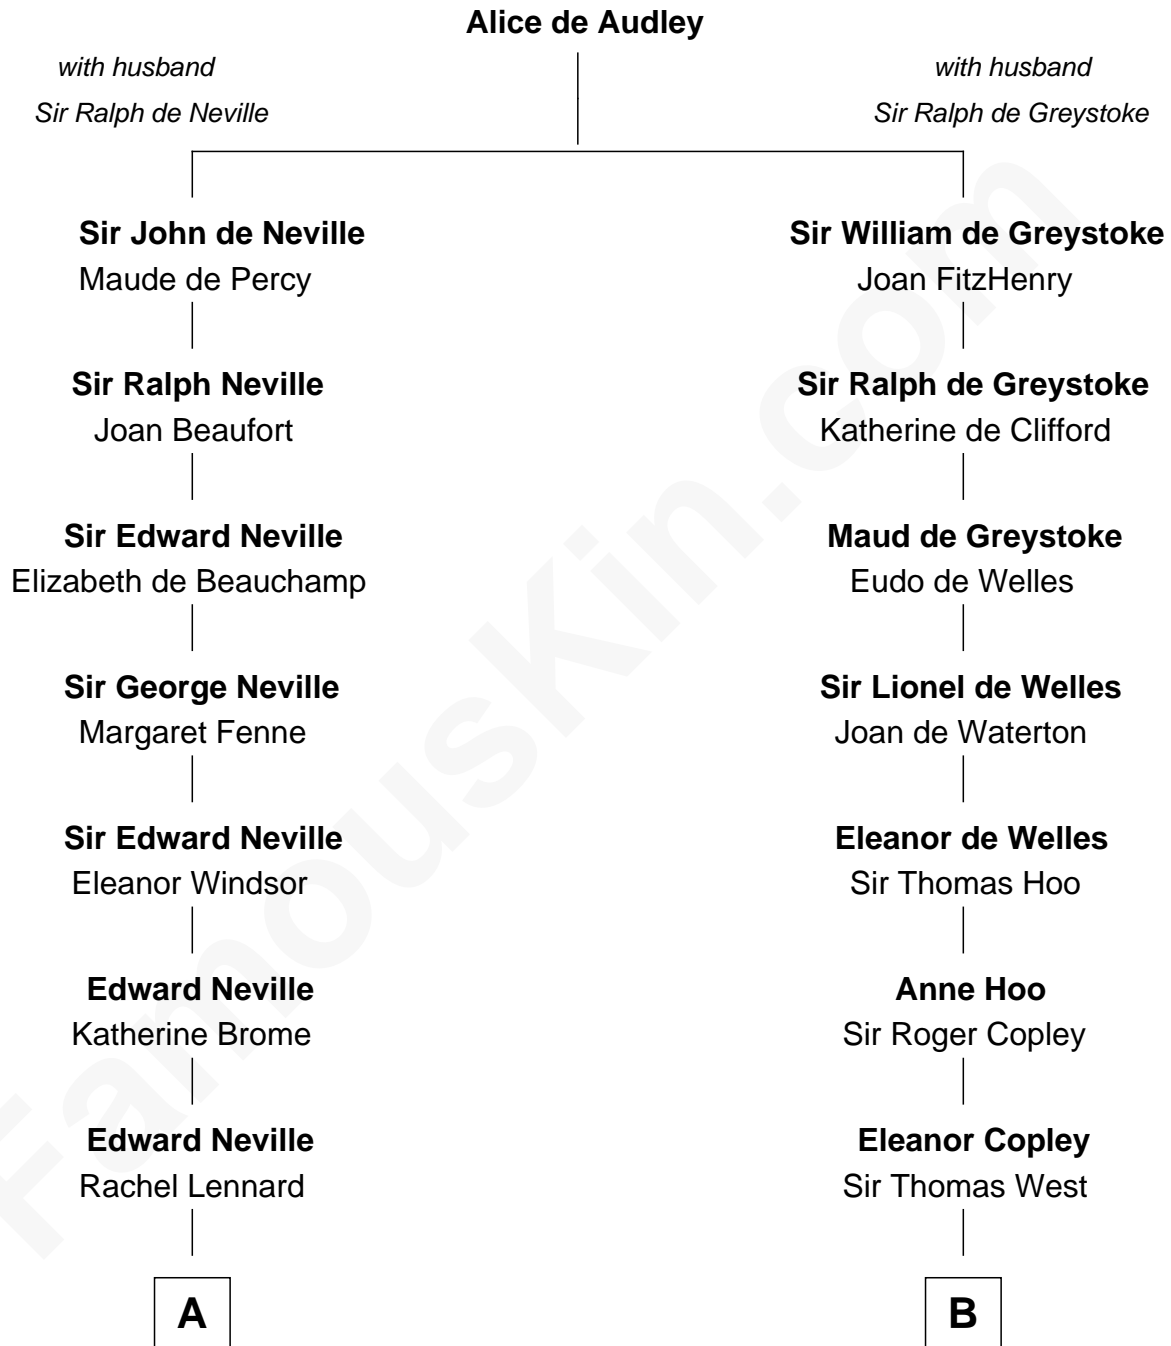 Alice de Audley
with husband
Sir Ralph de Neville
with husband
Sir Ralph de Greystoke
Sir John de Neville
Maude de Percy
Sir William de Greystoke
Joan FitzHenry
Sir Ralph Neville
Joan Beaufort
Sir Ralph de Greystoke
Katherine de Clifford
Sir Edward Neville
Elizabeth de Beauchamp
Maud de Greystoke
Eudo de Welles
Sir George Neville
Margaret Fenne
Sir Lionel de Welles
Joan de Waterton
Sir Edward Neville
Eleanor Windsor
Eleanor de Welles
Sir Thomas Hoo
Edward Neville
Katherine Brome
Anne Hoo
Sir Roger Copley
Edward Neville
Rachel Lennard
Eleanor Copley
Sir Thomas West
A
B
FamousKin.com